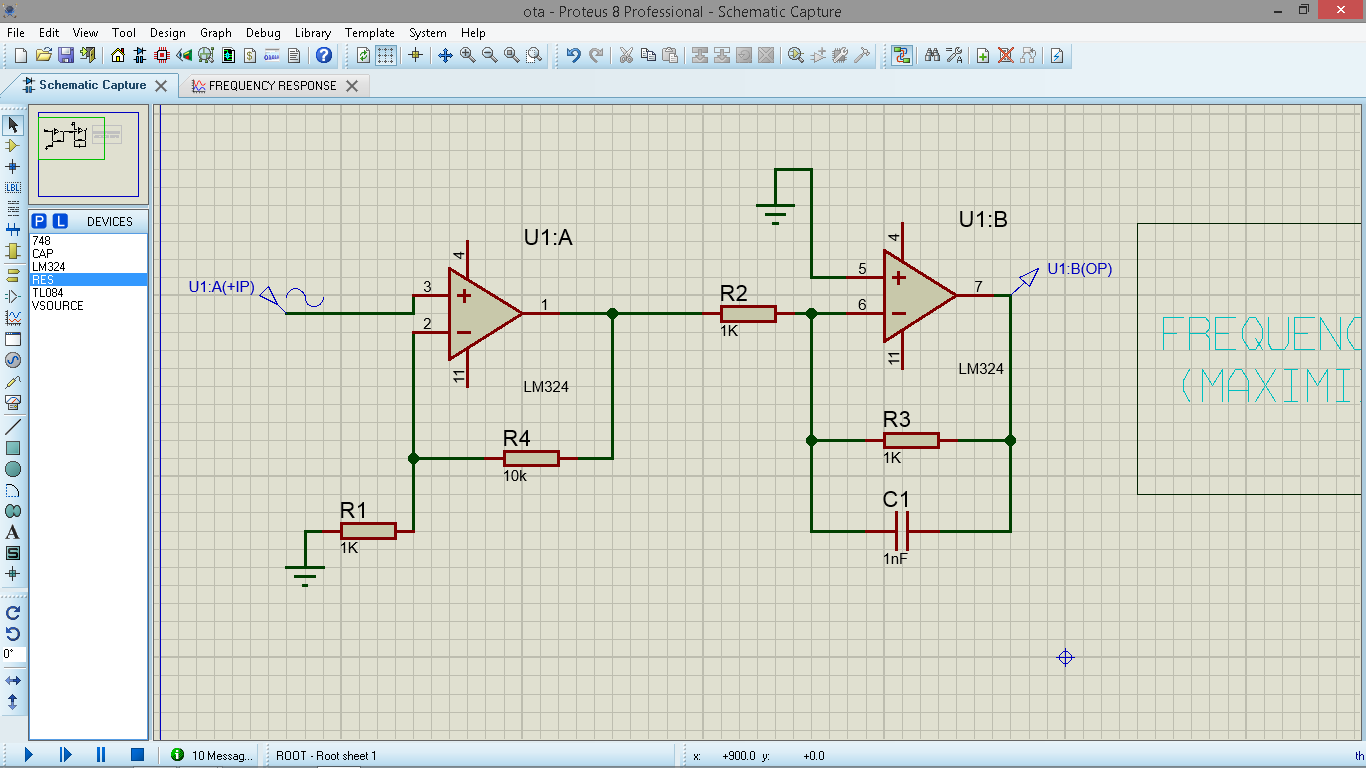 ota - Proteus 8 Professional - Schematic Capture
File Edit View Tool Design Graph Debug Library Template System Help
Schematic Capture
FREQUENCY RESPONSE
P L DEVICES
748
CAP
LM324
RES
TL084
VSOURCE
LBL
A
S
0°
U1:A
4
U1:A(+IP)
3
2
1
11
LM324
R4
10k
R1
1K
R2
1K
U1:B
4
5
6
7
U1:B(OP)
11
LM324
R3
1K
C1
1nF
FREQUENC
(MAXIMI
10 Messag...
ROOT - Root sheet 1
x: +900.0 y: +0.0
th